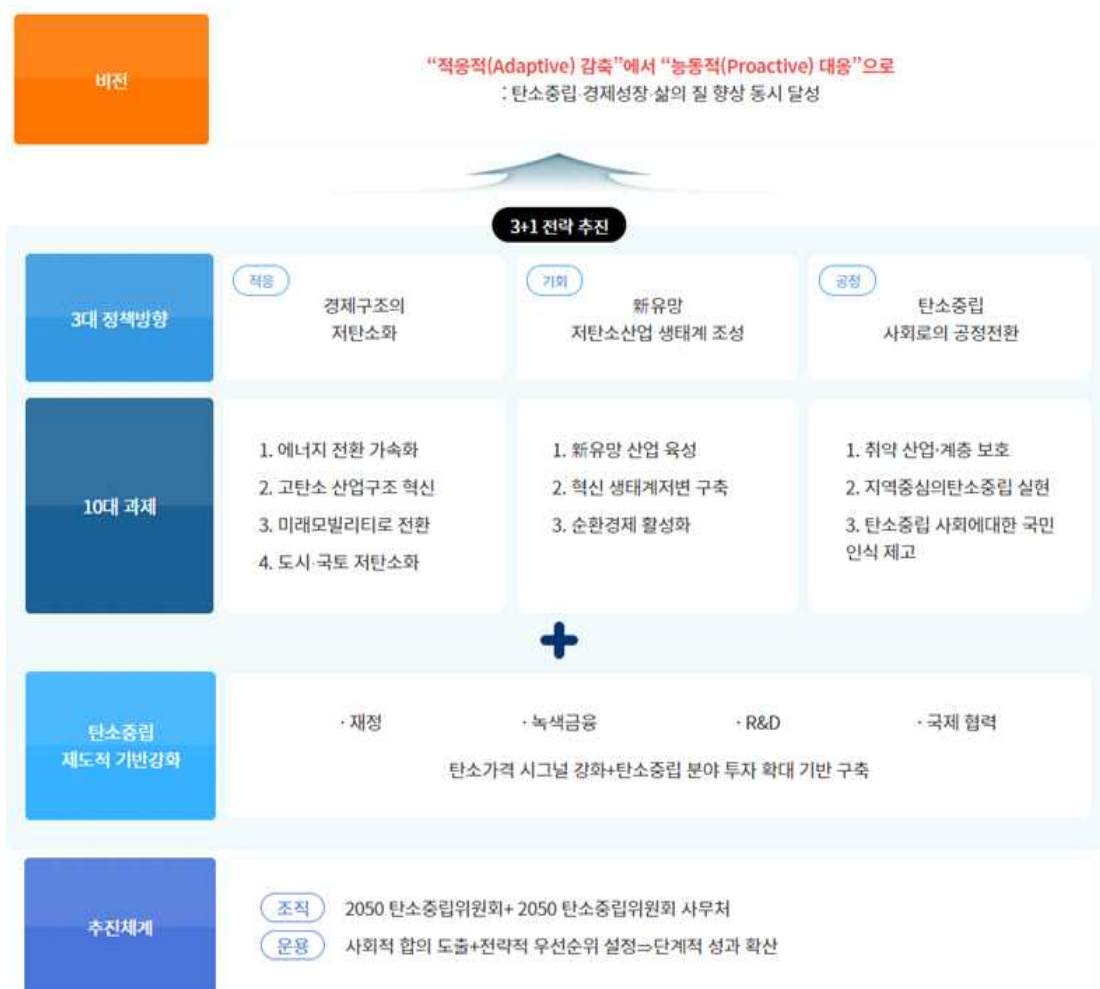 비전
“적응적(Adaptive) 감축”에서 “능동적(Proactive) 대응”으로
: 탄소중립·경제성장·삶의 질 향상 동시 달성
3+1 전략 추진
3대 정책방향
적응
경제구조의
저탄소화
기회
新유망
저탄소산업 생태계 조성
공정
탄소중립
사회로의 공정전환
10대 과제
1. 에너지 전환 가속화
2. 고탄소 산업구조 혁신
3. 미래모빌리티로 전환
4. 도시·국토 저탄소화
1. 新유망 산업 육성
2. 혁신 생태계저변 구축
3. 순환경제 활성화
1. 취약 산업·계층 보호
2. 지역중심의탄소중립 실현
3. 탄소중립 사회에대한 국민
인식 제고
탄소중립
제도적 기반강화
· 재정
· 녹색금융
· R&D
· 국제 협력
탄소가격 시그널 강화+탄소중립 분야 투자 확대 기반 구축
추진체계
조직
2050 탄소중립위원회+ 2050 탄소중립위원회 사무처
운용
사회적 합의 도출+전략적 우선순위 설정⇒단계적 성과 확산